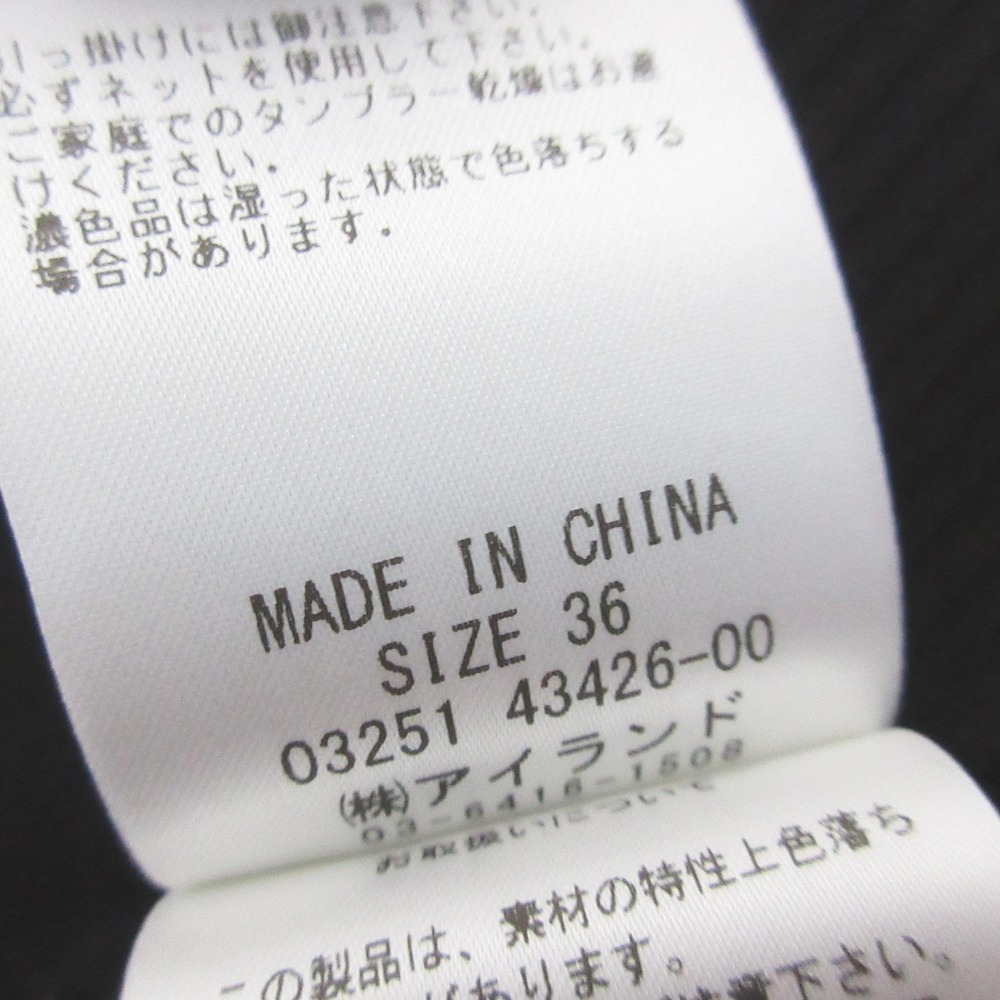 引っ掛けには御注意下さい。
必ずネットを使用して下さい。
ご家庭でのタンブラー乾燥はお避
けください.
濃色品は湿った状態で色落ちする
場合があります.
MADE IN CHINA
SIZE 36
03251 43426-00
(株)アイランド
03-6416-1508
お取扱いについて
この製品は、素材の特性上色落ち
があります。
下さい。